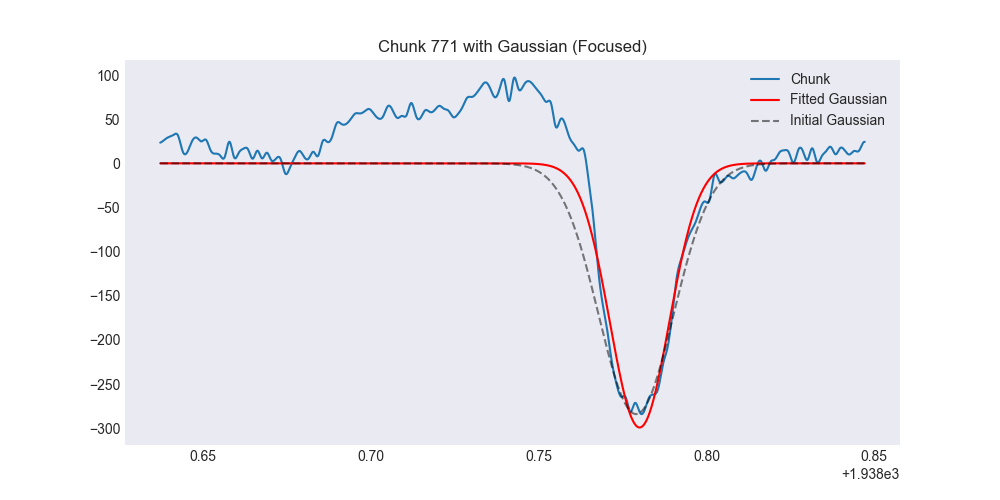 Chunk 771 with Gaussian (Focused)
Chunk
Fitted Gaussian
Initial Gaussian
100
50
0
−50
−100
−150
−200
−250
−300
0.65 0.70 0.75 0.80 0.85
+1.938e3